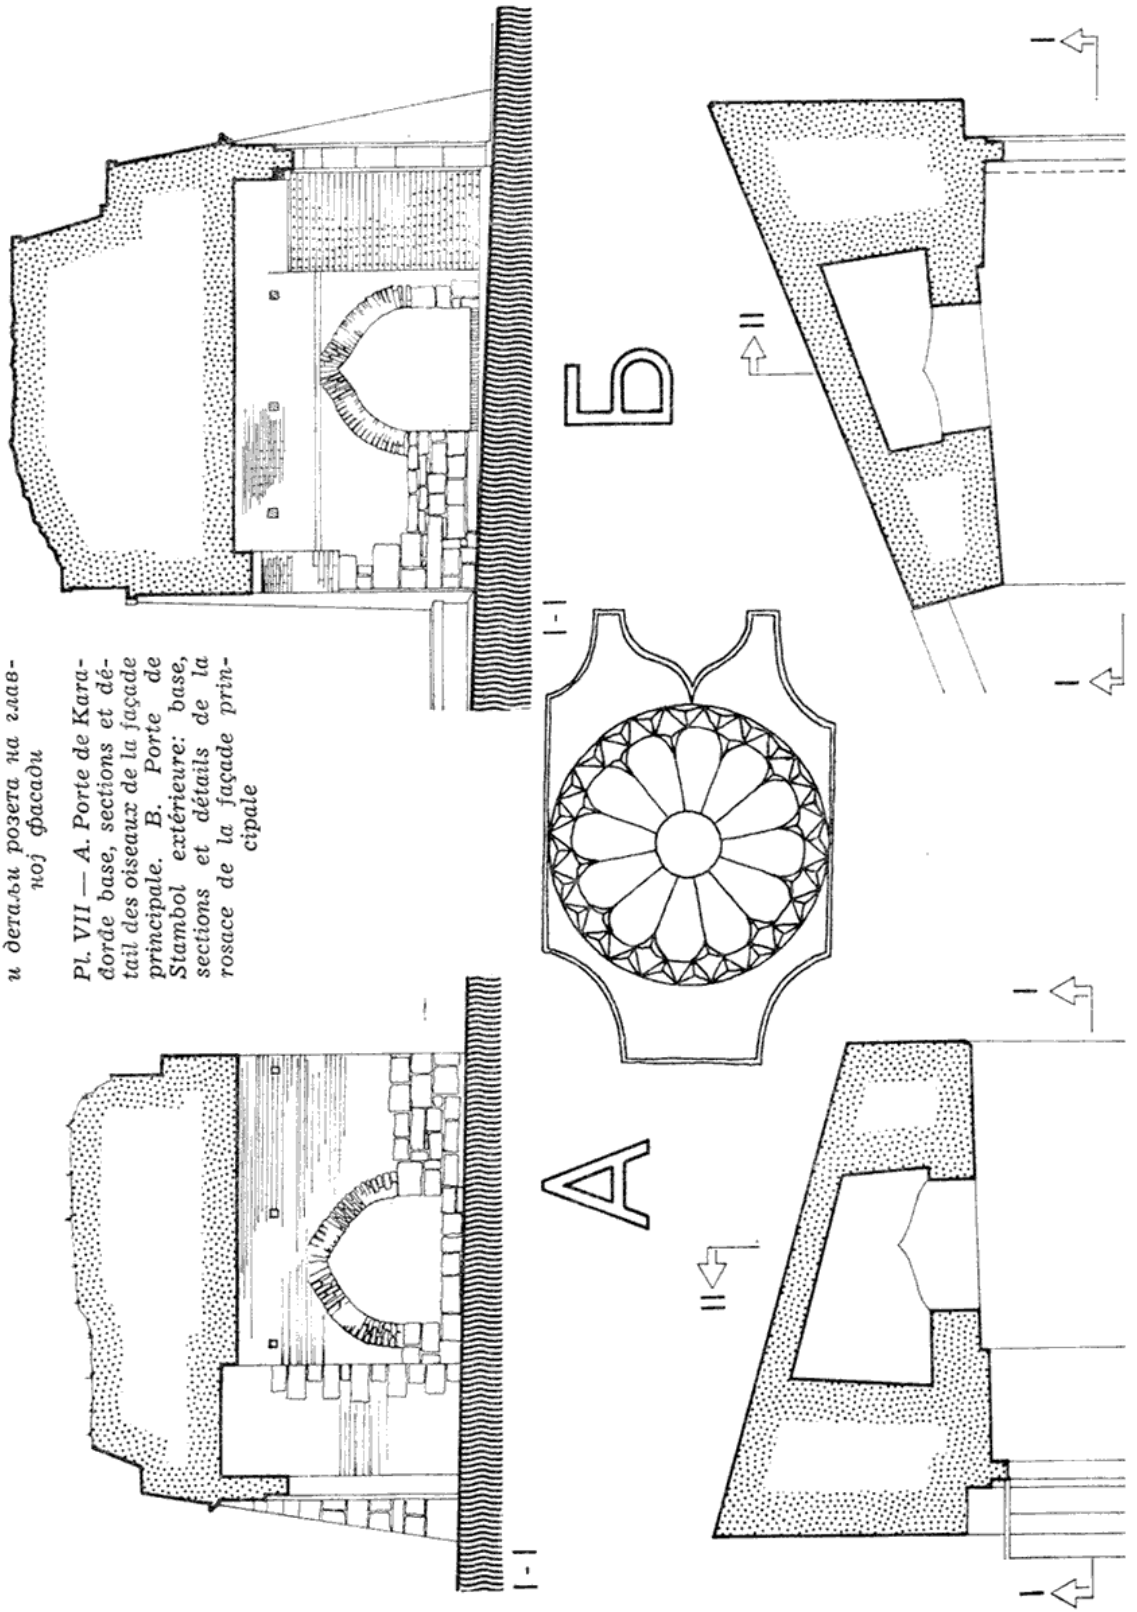 и детаљи розета на глав-
ној фасади
Pl. VII — A. Porte de Kara-
đorđe base, sections et dé-
tail des oiseaux de la façade
principale. B. Porte de
Stambol extérieure: base,
sections et détails de la
rosace de la façade prin-
cipale
I-I
I-I
А
Б
II
II
I
I
I
I